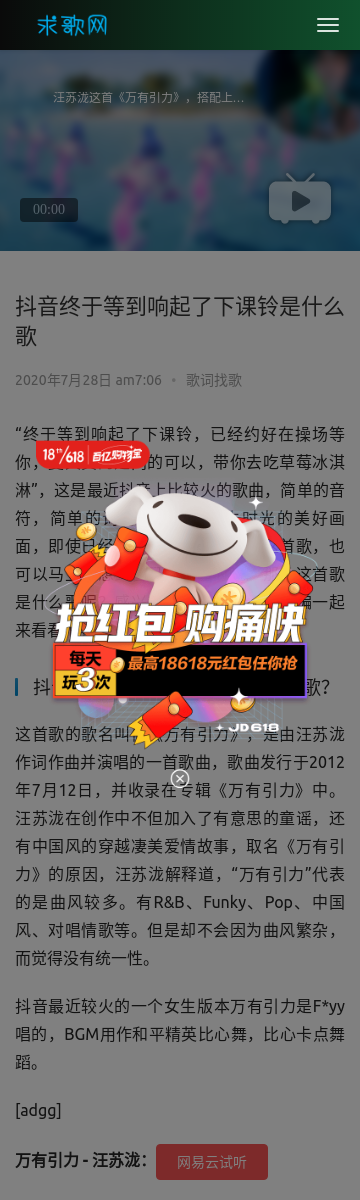 求歌网
汪苏泷这首《万有引力》，搭配上…
00:00
抖音终于等到响起了下课铃是什么
歌
2020年7月28日 am7:06 • 歌词找歌
“终于等到响起了下课铃，已经约好在操场等
你，
的可以，带你去吃草莓冰淇
淋”，这是最近抖音上比较火的歌曲，简单的音
符，简单的
时光的美好画
面，即使已经
首歌，也
可以马
这首歌
是什么歌呢
一起
来看看
18 618 百亿购物金
抢红包 购痛快
每天
玩3次
最高18618元红包任你抢
JD618
抖
歌？
这首歌的歌名叫《万有引力》，是由汪苏泷
作词作曲并演唱的一首歌曲，歌曲发行于2012
年7月12日，并收录在专辑《万有引力》中。
汪苏泷在创作中不但加入了有意思的童谣，还
有中国风的穿越凄美爱情故事，取名《万有引
力》的原因，汪苏泷解释道，“万有引力”代表
的是曲风较多。有R&B、Funky、Pop、中国
风、对唱情歌等。但是却不会因为曲风繁杂，
而觉得没有统一性。
抖音最近较火的一个女生版本万有引力是F*yy
唱的，BGM用作和平精英比心舞，比心卡点舞
蹈。
[adgg]
万有引力 - 汪苏泷： 网易云试听